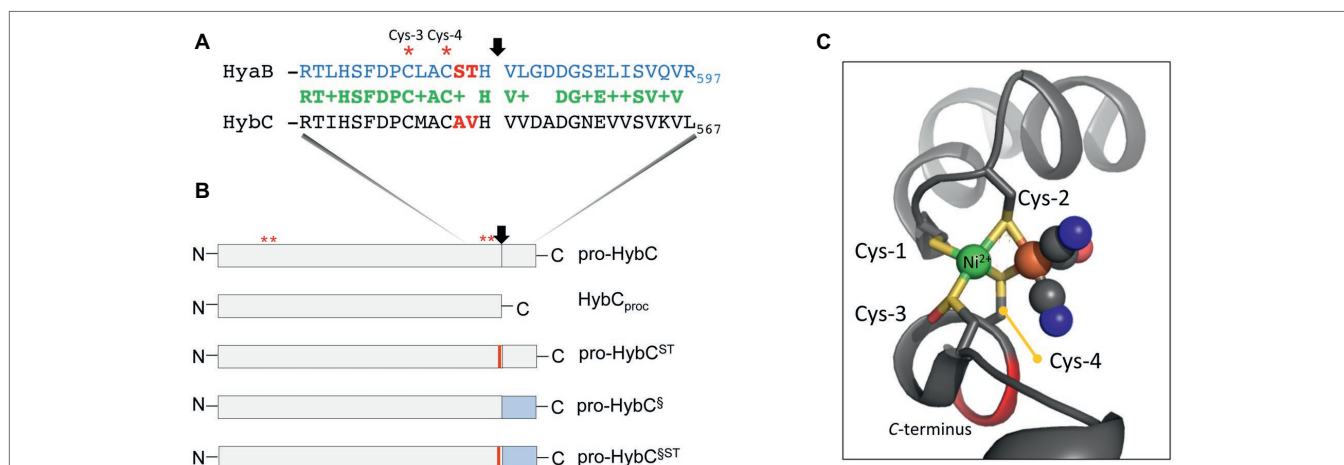 A
Cys-3 Cys-4
* *
HyaB –RTLHSFDPCLACSTH VLGDDGSELISVQVR597
RT+HSFDPC+AC+ H V+ DG+E++SV+V
HybC –RTIHSFDPCMACAVH VVDADGNEVVSVKVL567
B
** **
N C pro-HybC
N C HybCproc
N C pro-HybCST
N C pro-HybC§
N C pro-HybC§ST
C
Cys-2
Cys-1
Ni2+
Cys-3
Cys-4
C-terminus